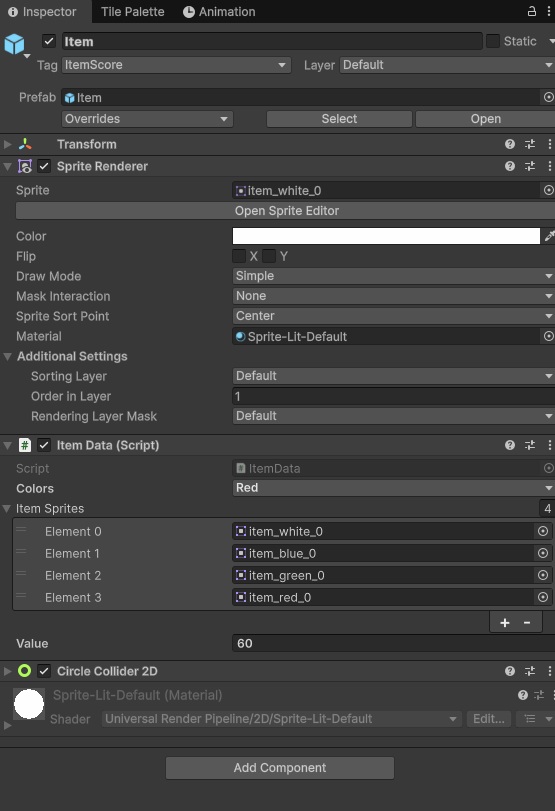 Inspector Tile Palette Animation
Item Static
Tag ItemScore Layer Default
Prefab Item
Overrides Select Open
Transform
Sprite Renderer
Sprite item_white_0
Open Sprite Editor
Color
Flip X Y
Draw Mode Simple
Mask Interaction None
Sprite Sort Point Center
Material Sprite-Lit-Default
Additional Settings
Sorting Layer Default
Order in Layer 1
Rendering Layer Mask Default
# Item Data (Script)
Script ItemData
Colors Red
Item Sprites 4
Element 0 item_white_0
Element 1 item_blue_0
Element 2 item_green_0
Element 3 item_red_0
+ -
Value 60
Circle Collider 2D
Sprite-Lit-Default (Material)
Shader Universal Render Pipeline/2D/Sprite-Lit-Default Edit...
Add Component